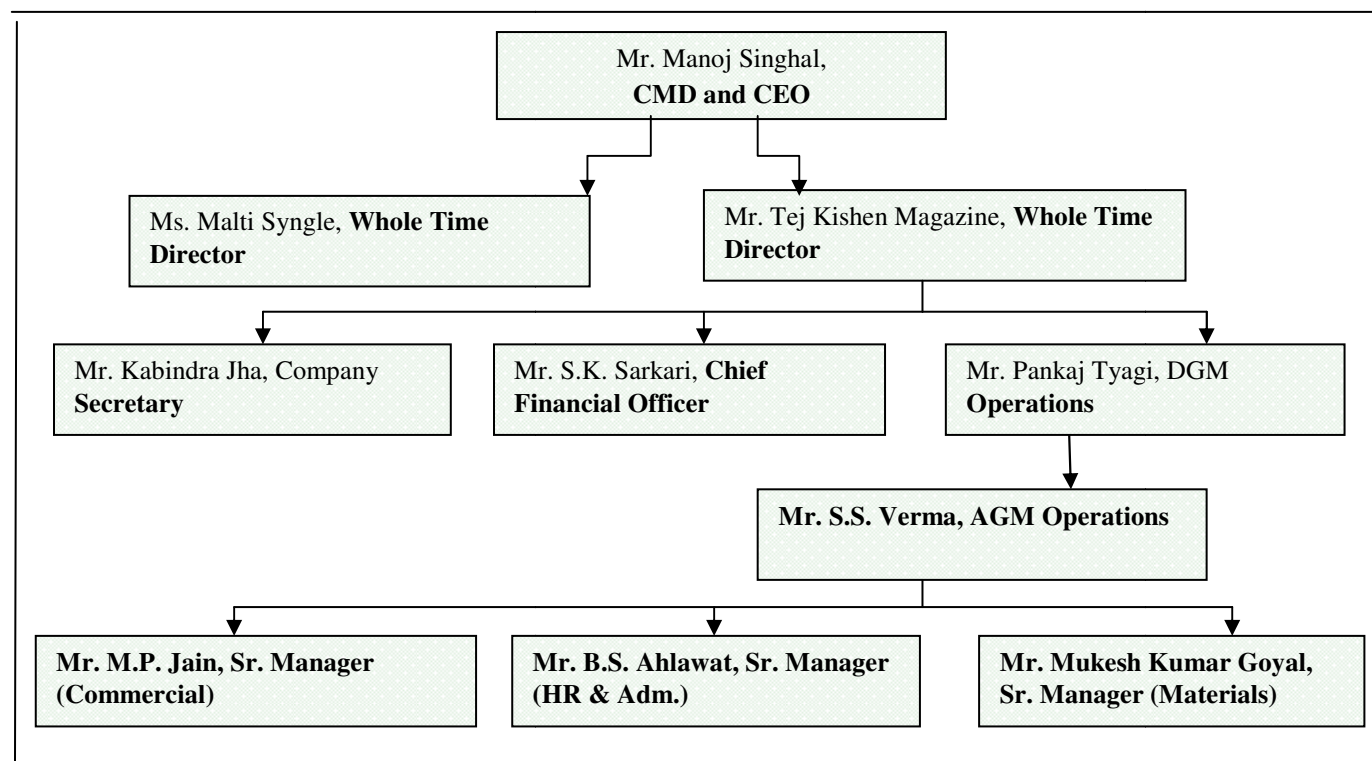 Mr. Manoj Singhal,
CMD and CEO
Ms. Malti Syngle, Whole Time
Director
Mr. Tej Kishen Magazine, Whole Time
Director
Mr. Kabindra Jha, Company
Secretary
Mr. S.K. Sarkari, Chief
Financial Officer
Mr. Pankaj Tyagi, DGM
Operations
Mr. S.S. Verma, AGM Operations
Mr. M.P. Jain, Sr. Manager
(Commercial)
Mr. B.S. Ahlawat, Sr. Manager
(HR & Adm.)
Mr. Mukesh Kumar Goyal,
Sr. Manager (Materials)